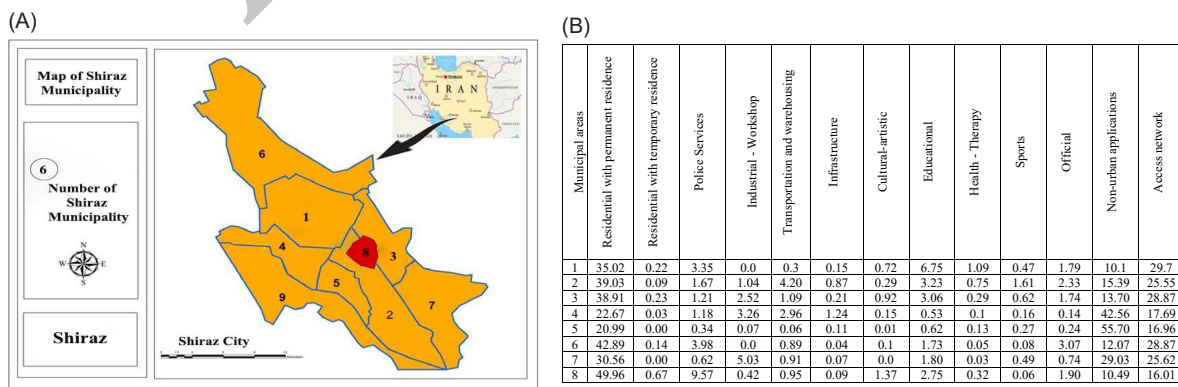 (A)
(B)
Map of Shiraz
Municipality
6
Number of
Shiraz
Municipality
N
W
E
S
Shiraz
6
1
4
8
3
5
9
2
7
Shiraz City
IRAN
TEHRAN
IRAQ
AFGHANISTAN
PAKISTAN
Municipal areas Residential with permanent residence Residential with temporary residence Police Services Industrial - Workshop Transportation and warehousing Infrastructure Cultural-artistic Educational Health - Therapy Sports Official Non-urban applications Access network
1 35.02 0.22 3.35 0.0 0.3 0.15 0.72 6.75 1.09 0.47 1.79 10.1 29.7
2 39.03 0.09 1.67 1.04 4.20 0.87 0.29 3.23 0.75 1.61 2.33 15.39 25.55
3 38.91 0.23 1.21 2.52 1.09 0.21 0.92 3.06 0.29 0.62 1.74 13.70 28.87
4 22.67 0.03 1.18 3.26 2.96 1.24 0.15 0.53 0.1 0.16 0.14 42.56 17.69
5 20.99 0.00 0.34 0.07 0.06 0.11 0.01 0.62 0.13 0.27 0.24 55.70 16.96
6 42.89 0.14 3.98 0.0 0.89 0.04 0.1 1.73 0.05 0.08 3.07 12.07 28.87
7 30.56 0.00 0.62 5.03 0.91 0.07 0.0 1.80 0.03 0.49 0.74 29.03 25.62
8 49.96 0.67 9.57 0.42 0.95 0.09 1.37 2.75 0.32 0.06 1.90 10.49 16.01